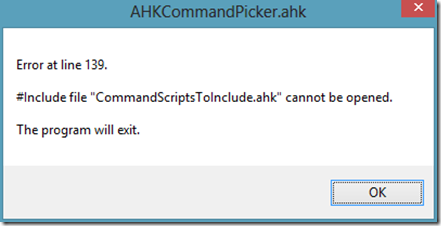 AHKCommandPicker.ahk
Error at line 139.
#Include file "CommandScriptsToInclude.ahk" cannot be opened.
The program will exit.
OK